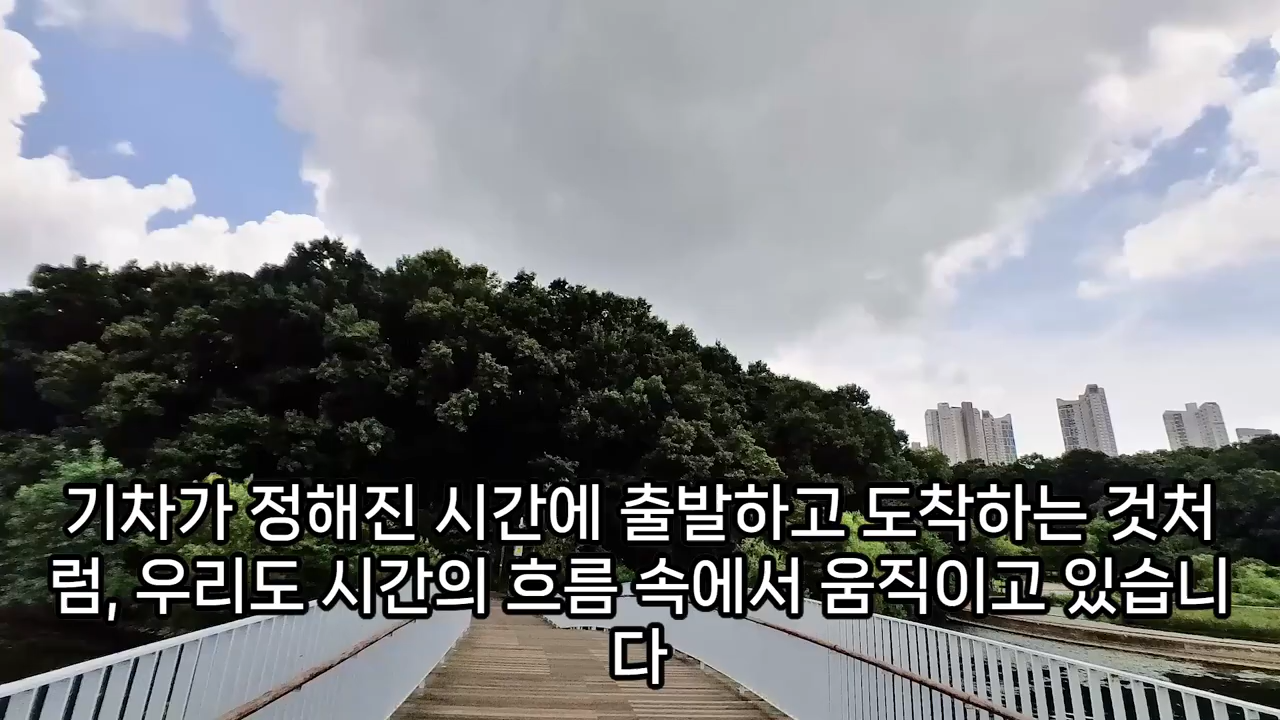 기차가 정해진 시간에 출발하고 도착하는 것처
럼, 우리도 시간의 흐름 속에서 움직이고 있습니
다